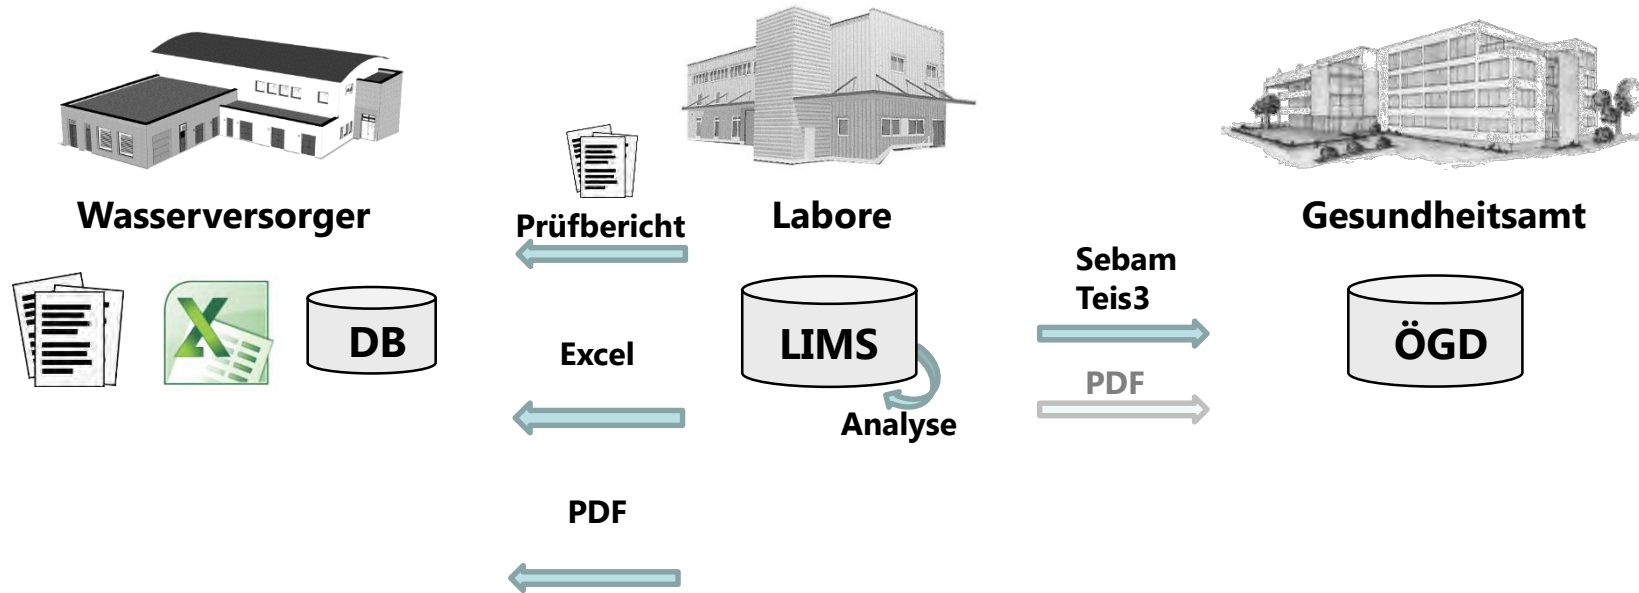 Wasserversorger
Prüfbericht
Labore
Gesundheitsamt
DB
Excel
PDF
LIMS
Analyse
Sebam
Teis3
PDF
ÖGD